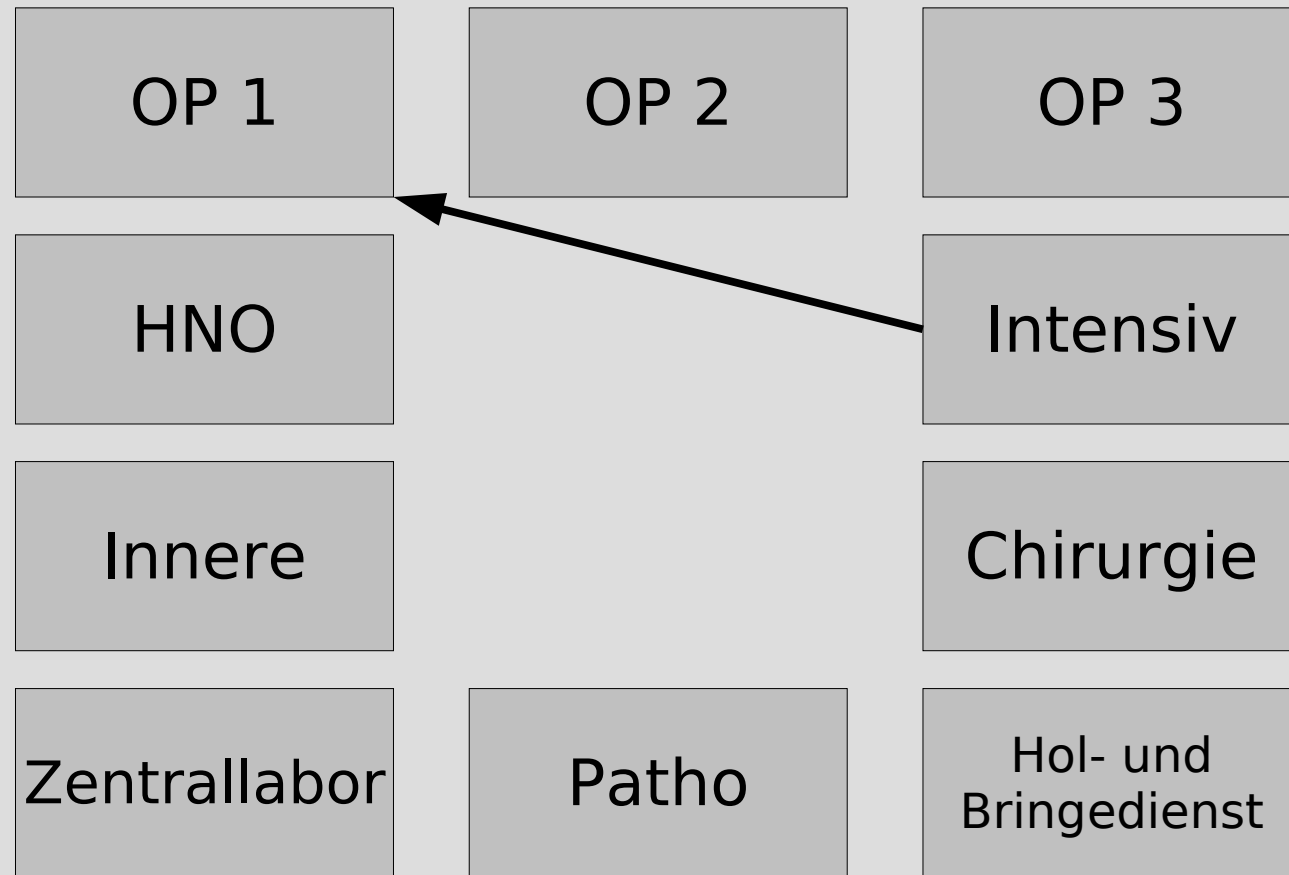 OP 1
OP 2
OP 3
HNO
Intensiv
Innere
Chirurgie
Zentrallabor
Patho
Hol- und
Bringedienst